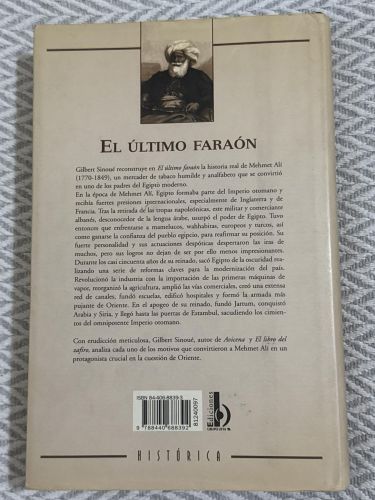 EL ÚLTIMO FARAÓN
Gilbert Sinoué reconstruye en El último faraón la historia real de Mehmet Alí
(1770-1849), un mercader de tabaco humilde y analfabeto que se convirtió
en uno de los padres del Egipto moderno.
En la época de Mehmet Alí, Egipto formaba parte del Imperio otomano y
recibía fuertes presiones internacionales, especialmente de Inglaterra y de
Francia. Tras la retirada de las tropas napoleónicas, este militar y comerciante
albanés, desconocedor de la lengua árabe, usurpó el poder de Egipto. Tuvo
entonces que enfrentarse a mamelucos, wahhabitas, europeos y turcos, así
como ganarse la confianza del pueblo egipcio, para reafirmar su posición. Su
fuerte personalidad y sus actuaciones despóticas despertaron las iras de
muchos, pero sus logros no dejan de ser por ello menos impresionantes.
Durante los casi cincuenta años de su reinado, sacó Egipto de la oscuridad rea-
lizando una serie de reformas claves para la modernización del país.
Revolucionó la industria con la importación de las primeras máquinas de
vapor, reorganizó la agricultura, amplió las vías comerciales, creó una extensa
red de canales, fundó escuelas, edificó hospitales y formó la armada más
pujante de Oriente. En el apogeo de su reinado, fundó Jartum, conquistó
Arabia y Siria, y llegó hasta las puertas de Estambul, sacudiendo los cimien-
tos del omnipotente Imperio otomano.
Con erudición meticulosa, Gilbert Sinoué, autor de Avicena y El libro del
zafiro, analiza cada uno de los motivos que convirtieron a Mehmet Alí en un
protagonista crucial en la cuestión de Oriente.
ISBN 84-406-8839-3
9 788440 688392
81240097
Ediciones
B
GRUPO ZETA
HISTÓRICA